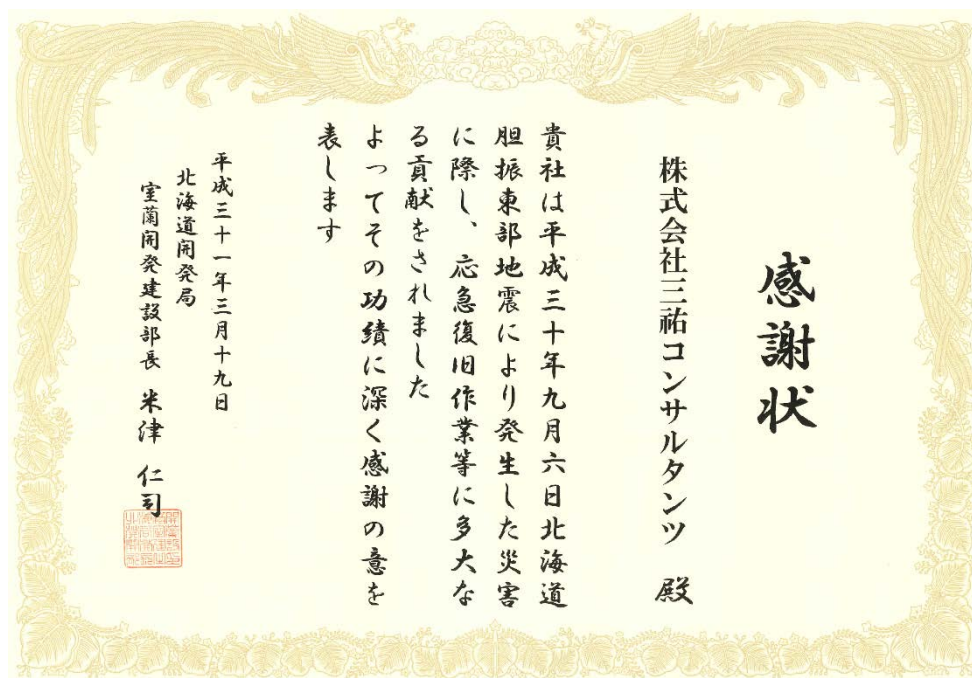 感謝状
株式会社三祐コンサルタンツ 殿
貴社は平成三十年九月六日北海道
胆振東部地震により発生した災害
に際し、応急復旧作業等に多大な
る貢献をされました
よってその功績に深く感謝の意を
表します
平成三十一年三月十九日
北海道開発局
室蘭開発建設部長 米津 仁司